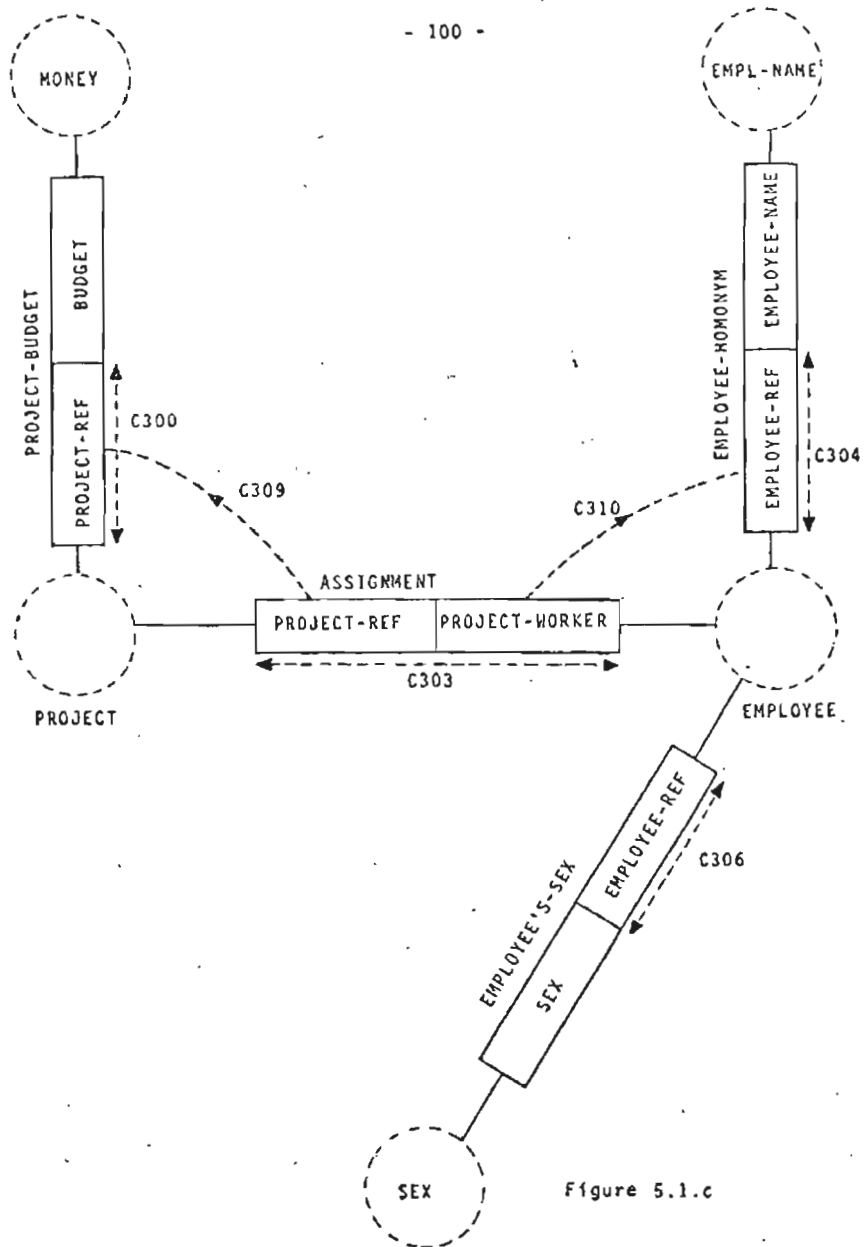 - 100 -
MONEY
EMPL-NAME
PROJECT-BUDGET
BUDGET
PROJECT-REF
C300
C309
EMPLOYEE-HOMONYM
EMPLOYEE-NAME
EMPLOYEE-REF
C304
C310
ASSIGNMENT
PROJECT-REF
PROJECT-WORKER
C303
PROJECT
EMPLOYEE
EMPLOYEE'S-SEX
EMPLOYEE-REF
SEX
C306
SEX
Figure 5.1.c